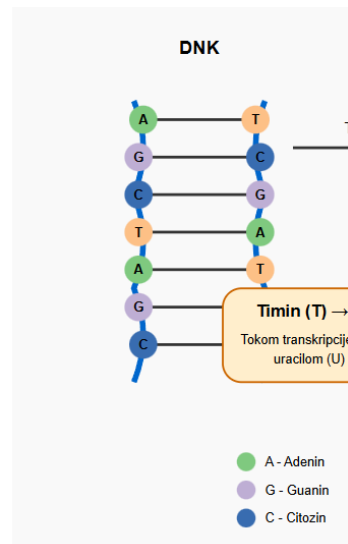 DNK
A T
T
G C
C G
T A
A T
G
Timin (T) →
C
Tokom transkripcije
uracilom (U)
A - Adenin
G - Guanin
C - Citozin